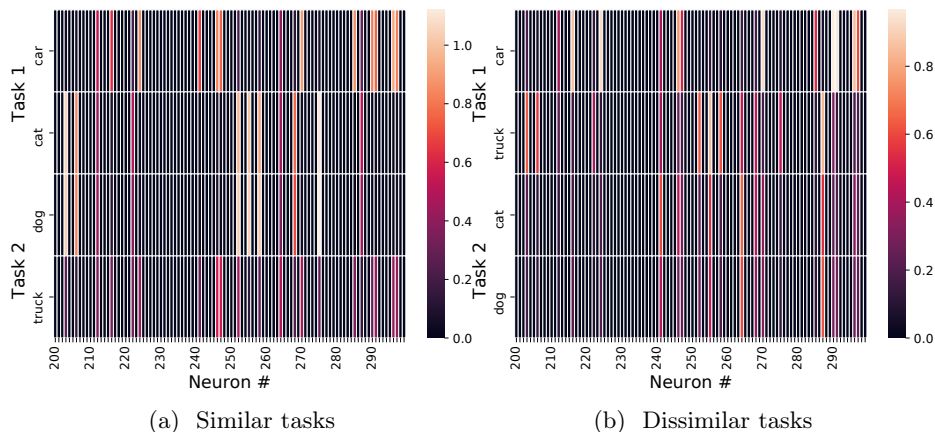 Task 1
Task 2
car
cat
dog
truck
1.0
0.8
0.6
0.4
0.2
0.0
200
210
220
230
240
250
260
270
280
290
Neuron #
(a) Similar tasks
Task 1
Task 2
car
truck
cat
dog
0.8
0.6
0.4
0.2
0.0
200
210
220
230
240
250
260
270
280
290
Neuron #
(b) Dissimilar tasks